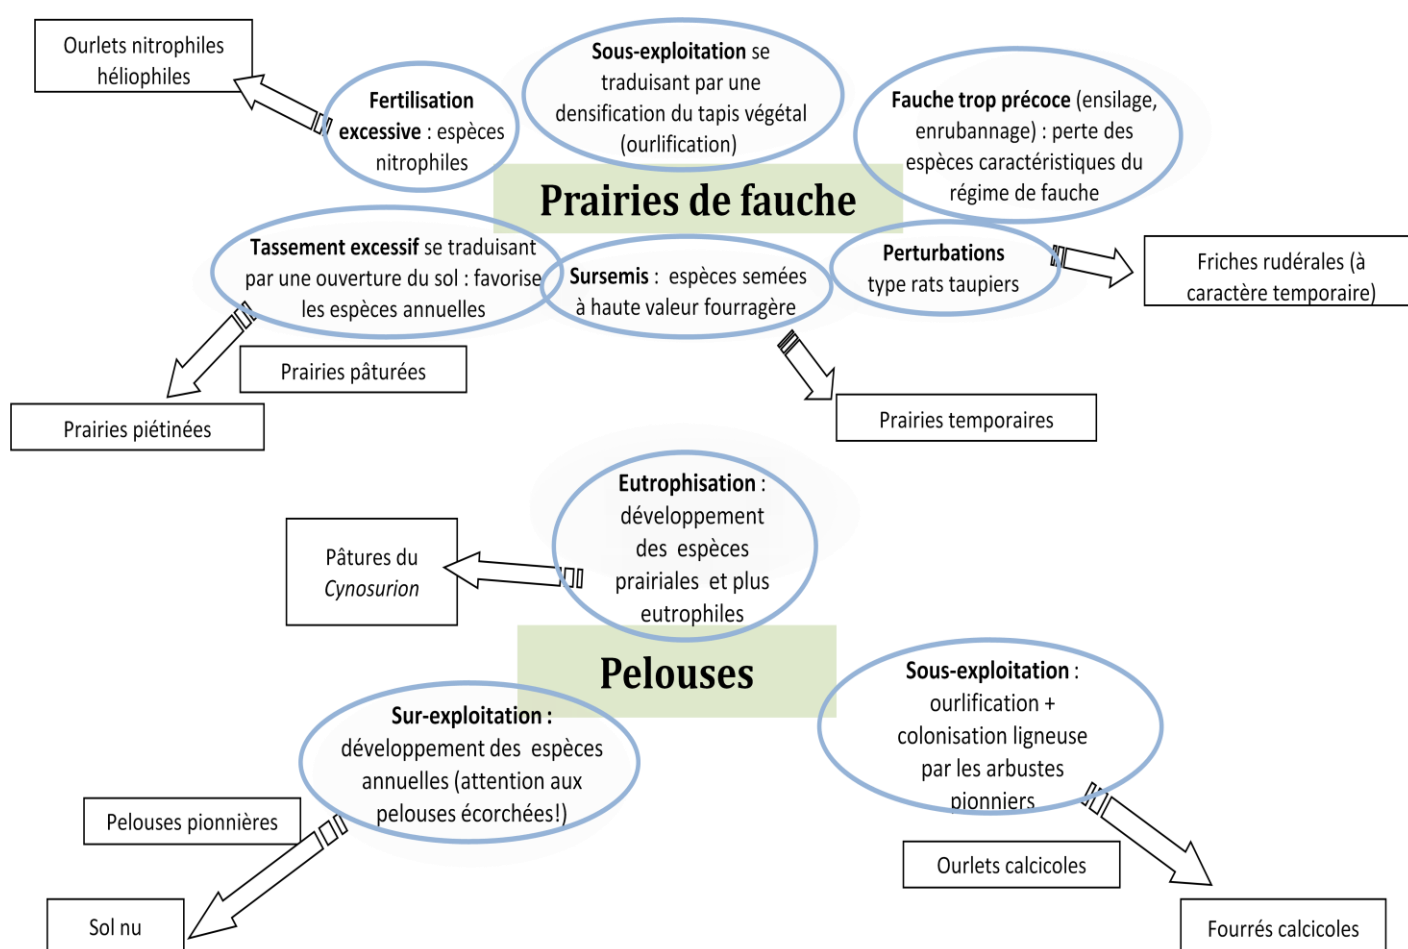 Ourlets nitrophiles
héliophiles
Fertilisation
excessive : espèces
nitrophiles
Sous-exploitation se
traduisant par une
densification du tapis végétal
(ourlification)
Fauche trop précoce (ensilage,
enrubannage) : perte des
espèces caractéristiques du
régime de fauche
Prairies de fauche
Tassement excessif se traduisant
par une ouverture du sol : favorise
les espèces annuelles
Sursemis : espèces semées
à haute valeur fourragère
Perturbations
type rats taupiers
Friches rudérales (à
caractère temporaire)
Prairies pâturées
Prairies piétinées
Prairies temporaires
Eutrophisation :
développement
des espèces
prairiales et plus
eutrophiles
Pâtures du
Cynosurion
Pelouses
Sur-exploitation :
développement des espèces
annuelles (attention aux
pelouses écorchées!)
Sous-exploitation :
ourlification +
colonisation ligneuse
par les arbustes
pionniers
Pelouses pionnières
Ourlets calcicoles
Sol nu
Fourrés calcicoles